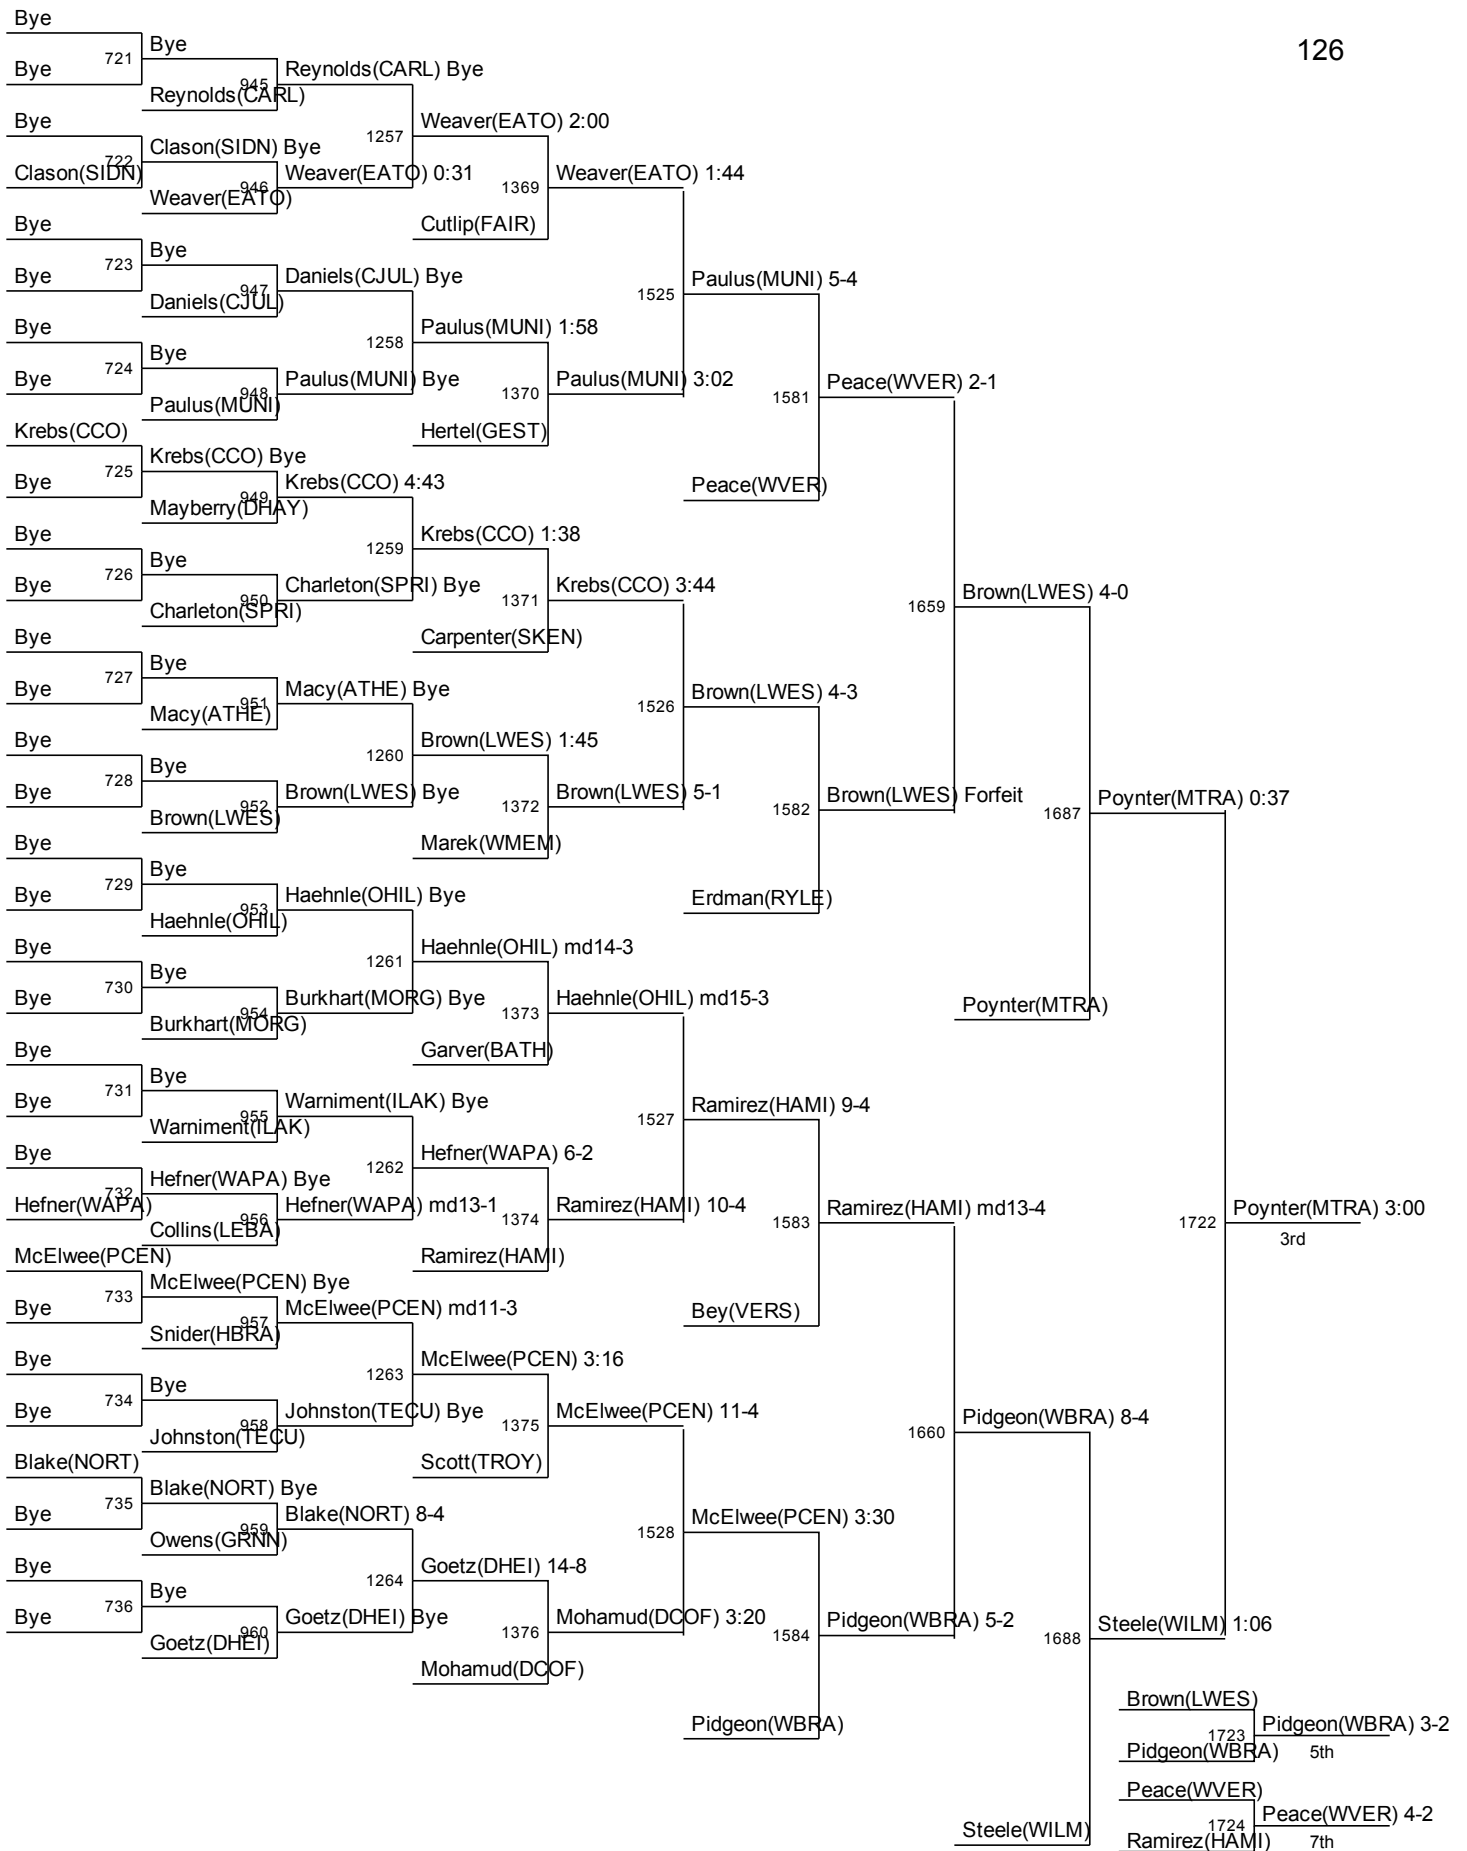 126
Bye
721
Bye
Bye
945
Reynolds(CARL)
Reynolds(CARL) Bye
Bye
722
Clason(SIDN)
Clason(SIDN) Bye
946
Weaver(EATO)
Weaver(EATO) 0:31
1257
Weaver(EATO) 2:00
1369
Cutlip(FAIR)
Weaver(EATO) 1:44
Bye
723
Bye
Bye
947
Daniels(CJUL)
Daniels(CJUL) Bye
Bye
724
Bye
Bye
948
Paulus(MUNI)
Paulus(MUNI) Bye
1258
Paulus(MUNI) 1:58
1370
Hertel(GEST)
Paulus(MUNI) 3:02
1525
Paulus(MUNI) 5-4
1581
Peace(WVER)
Peace(WVER) 2-1
Krebs(CCO)
725
Bye
Krebs(CCO) Bye
949
Mayberry(DHAY)
Krebs(CCO) 4:43
Bye
726
Bye
Bye
950
Charleton(SPRI)
Charleton(SPRI) Bye
1259
Krebs(CCO) 1:38
1371
Carpenter(SKEN)
Krebs(CCO) 3:44
Bye
727
Bye
Bye
951
Macy(ATHE)
Macy(ATHE) Bye
Bye
728
Bye
Bye
952
Brown(LWES)
Brown(LWES) Bye
1260
Brown(LWES) 1:45
1372
Marek(WMEM)
Brown(LWES) 5-1
1526
Brown(LWES) 4-3
1582
Erdman(RYLE)
Brown(LWES) Forfeit
1659
Brown(LWES) 4-0
1687
Poynter(MTRA)
Poynter(MTRA) 0:37
Bye
729
Bye
Bye
953
Haehnle(OHIL)
Haehnle(OHIL) Bye
Bye
730
Bye
Bye
954
Burkhart(MORG)
Burkhart(MORG) Bye
1261
Haehnle(OHIL) md14-3
1373
Garver(BATH)
Haehnle(OHIL) md15-3
Bye
731
Bye
Bye
955
Warniment(ILAK)
Warniment(ILAK) Bye
Bye
732
Hefner(WAPA)
Hefner(WAPA) Bye
956
Collins(LEBA)
Hefner(WAPA) md13-1
1262
Hefner(WAPA) 6-2
1374
Ramirez(HAMI)
Ramirez(HAMI) 10-4
1527
Ramirez(HAMI) 9-4
1583
Bey(VERS)
Ramirez(HAMI) md13-4
McElwee(PCEN)
733
Bye
McElwee(PCEN) Bye
957
Snider(HBRA)
McElwee(PCEN) md11-3
Bye
734
Bye
Bye
958
Johnston(TECU)
Johnston(TECU) Bye
1263
McElwee(PCEN) 3:16
1375
Scott(TROY)
McElwee(PCEN) 11-4
Blake(NORT)
735
Bye
Blake(NORT) Bye
959
Owens(GRNN)
Blake(NORT) 8-4
Bye
736
Bye
Bye
960
Goetz(DHEI)
Goetz(DHEI) Bye
1264
Goetz(DHEI) 14-8
1376
Mohamud(DCOF)
Mohamud(DCOF) 3:20
1528
McElwee(PCEN) 3:30
1584
Pidgeon(WBRA)
Pidgeon(WBRA) 5-2
1660
Pidgeon(WBRA) 8-4
1688
Steele(WILM)
Steele(WILM) 1:06
1722
Poynter(MTRA) 3:00
3rd
Brown(LWES)
1723
Pidgeon(WBRA)
Pidgeon(WBRA) 3-2
5th
Peace(WVER)
1724
Ramirez(HAMI)
Peace(WVER) 4-2
7th